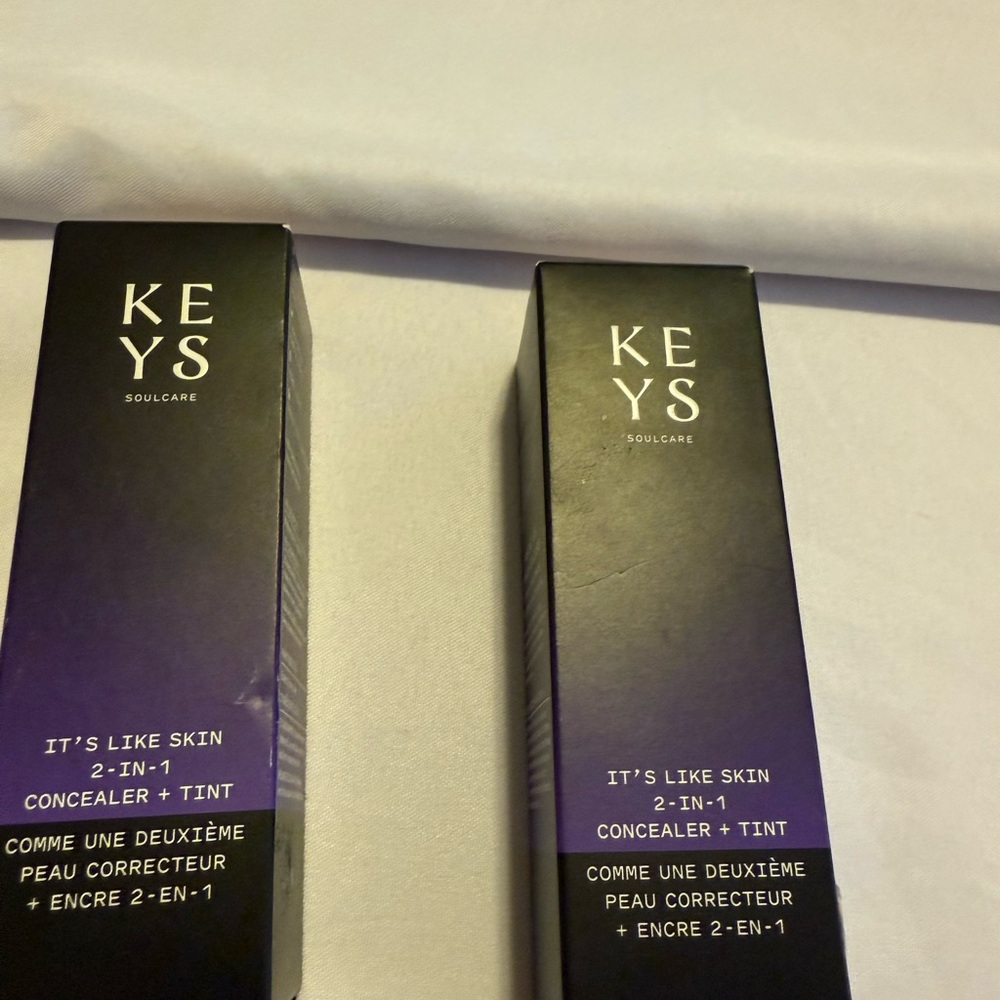 KE
YS
SOULCARE
IT'S LIKE SKIN
2-IN-1
CONCEALER + TINT
COMME UNE DEUXIÈME
PEAU CORRECTEUR
+ ENCRE 2-EN-1
KE
YS
SOULCARE
IT'S LIKE SKIN
2-IN-1
CONCEALER + TINT
COMME UNE DEUXIÈME
PEAU CORRECTEUR
+ ENCRE 2-EN-1